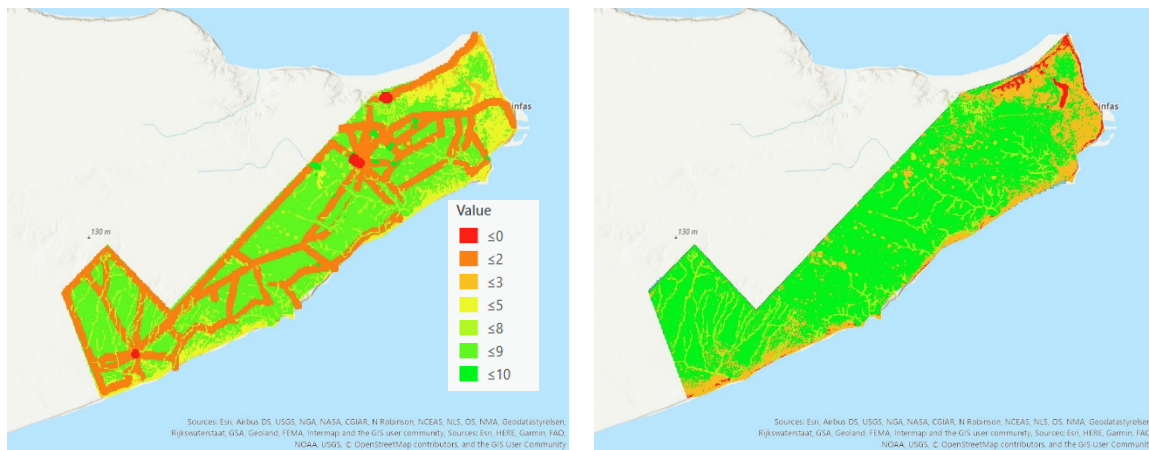 infas
130 m
Value
≤0
≤2
≤3
≤5
≤8
≤9
≤10
Sources: Esri, Airbus DS, USGS, NGA, NASA, CGIAR, N Robinson, NCEAS, NLS, OS, NMA, Geodatastyrelsen,
Rijkswaterstaat, GSA, Geoland, FEMA, Intermap and the GIS user community, Sources: Esri, HERE, Garmin, FAO,
NOAA, USGS, © OpenStreetMap contributors, and the GIS User Community
infas
130 m
Sources: Esri, Airbus DS, USGS, NGA, NASA, CGIAR, N Robinson, NCEAS, NLS, OS, NMA, Geodatastyrelsen,
Rijkswaterstaat, GSA, Geoland, FEMA, Intermap and the GIS user community, Sources: Esri, HERE, Garmin, FAO,
NOAA, USGS, © OpenStreetMap contributors, and the GIS User Communit